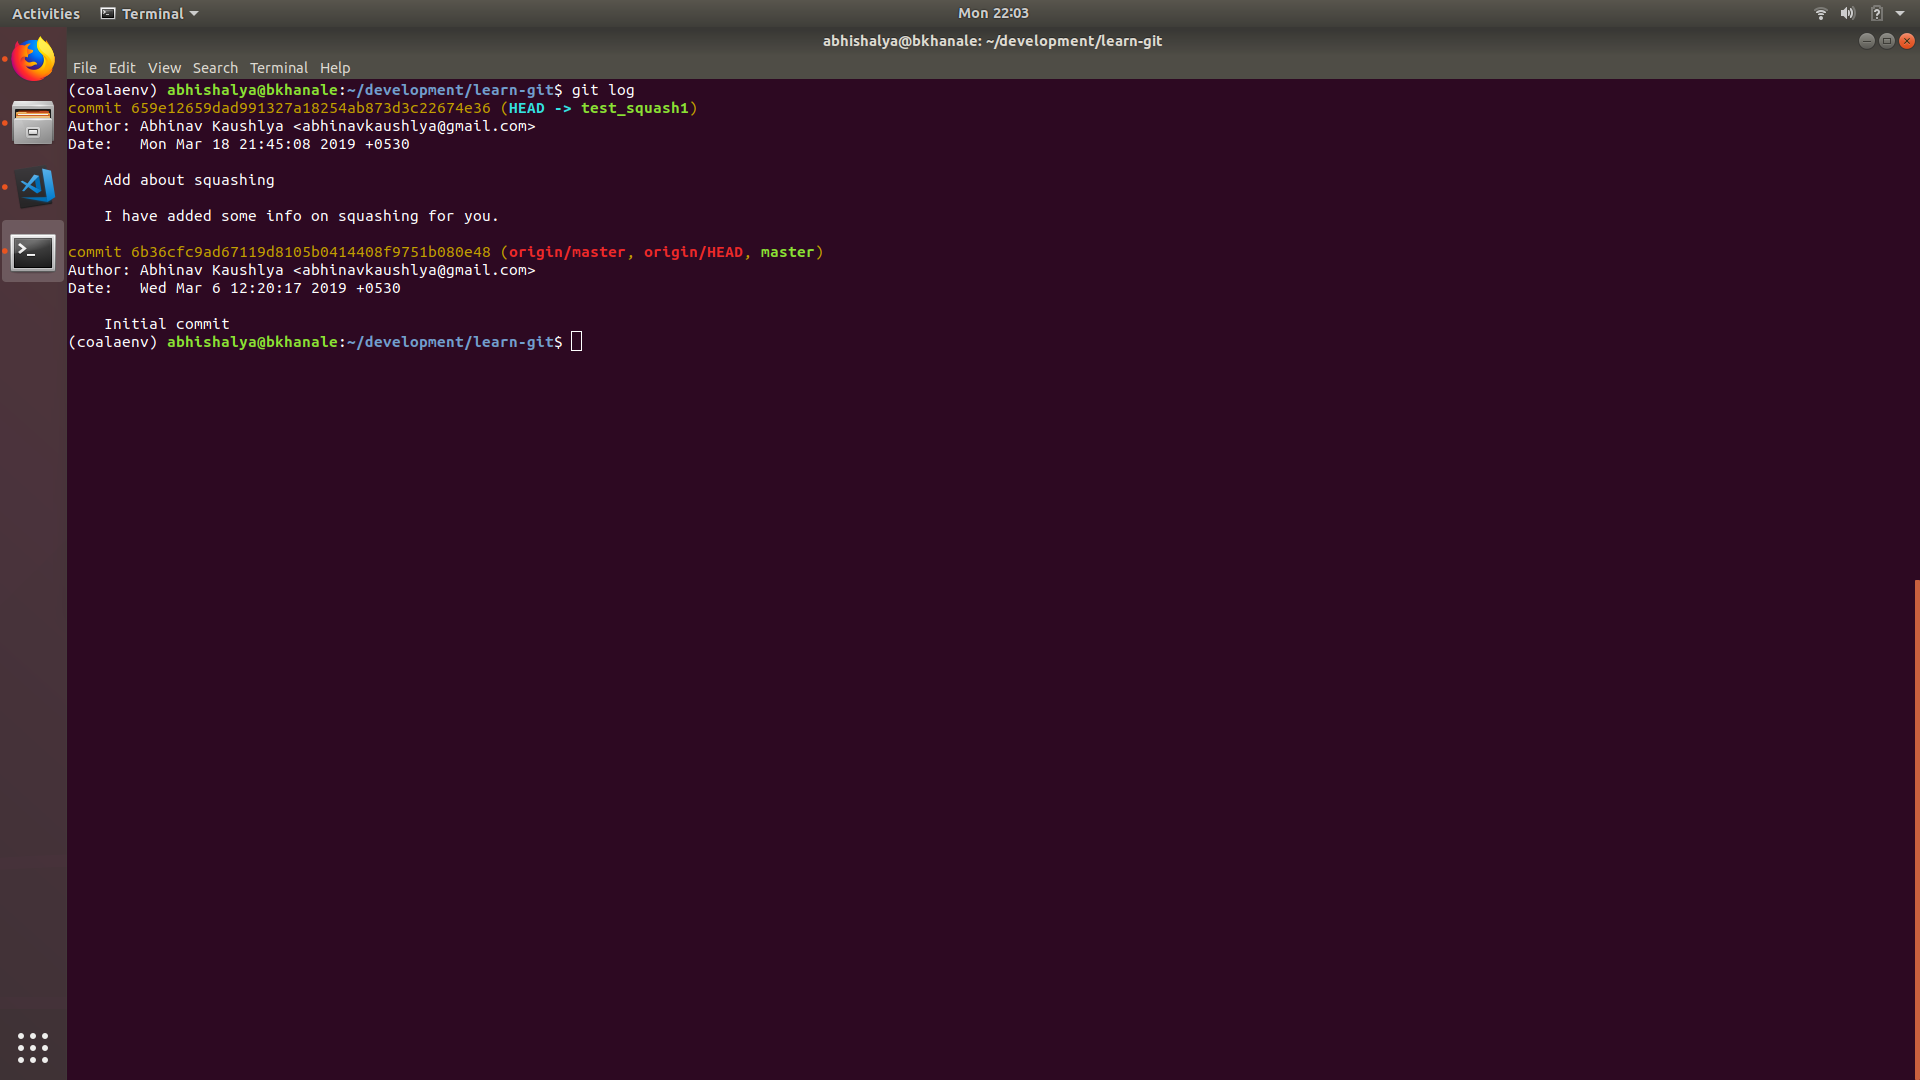 Activities Terminal Mon 22:03
abhishalya@bkhanale: ~/development/learn-git
File Edit View Search Terminal Help
(coalaenv) abhishalya@bkhanale:~/development/learn-git$ git log
commit 659e12659dad991327a18254ab873d3c22674e36 (HEAD -> test_squash1)
Author: Abhinav Kaushlya <abhinavkaushlya@gmail.com>
Date:   Mon Mar 18 21:45:08 2019 +0530
Add about squashing
I have added some info on squashing for you.
commit 6b36cfc9ad67119d8105b0414408f9751b080e48 (origin/master, origin/HEAD, master)
Author: Abhinav Kaushlya <abhinavkaushlya@gmail.com>
Date:   Wed Mar 6 12:20:17 2019 +0530
Initial commit
(coalaenv) abhishalya@bkhanale:~/development/learn-git$